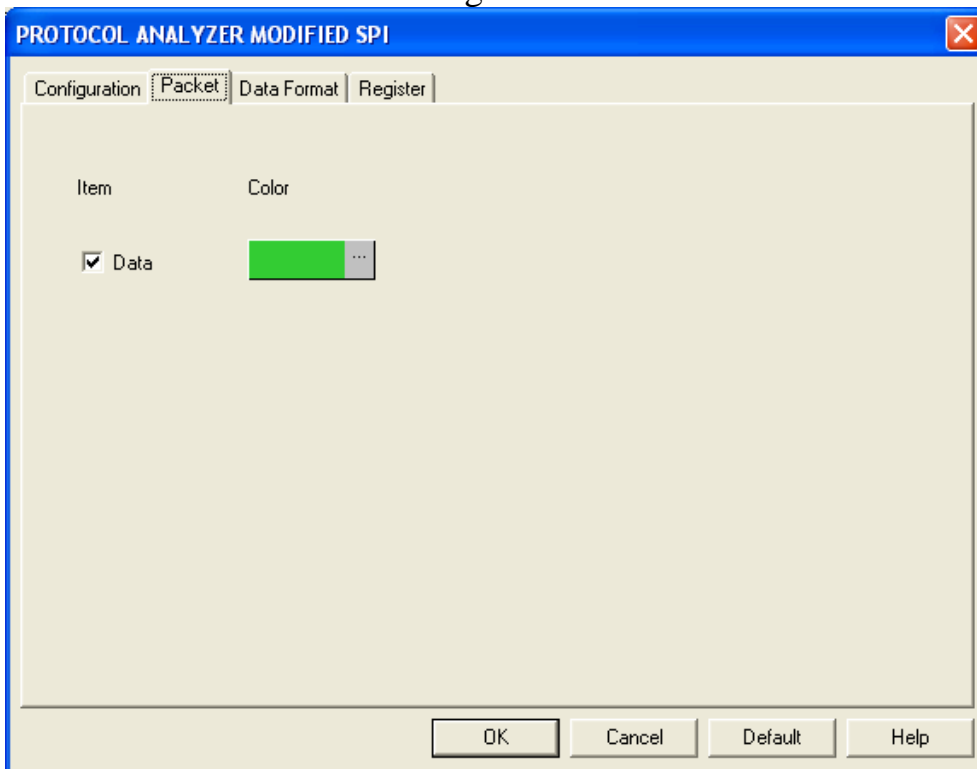 PROTOCOL ANALYZER MODIFIED SPI
Configuration Packet Data Format Register
Item Color
Data ...
OK Cancel Default Help